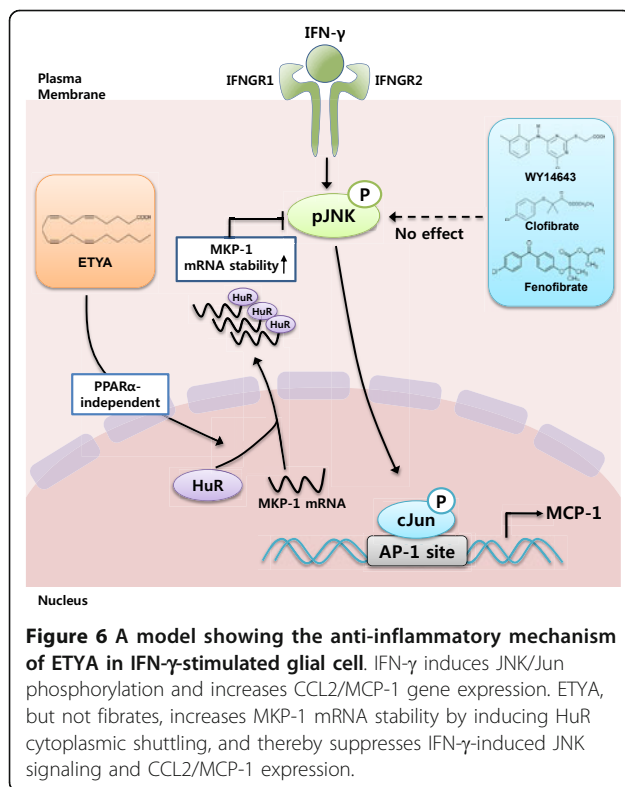 IFN-γ
Plasma
Membrane
IFNGR1
IFNGR2
P
pJNK
No effect
WY14643
Clofibrate
Fenofibrate
ETYA
MKP-1
mRNA stability ↑
HuR
HuR
HuR
PPARα-
independent
HuR
MKP-1 mRNA
P
cJun
AP-1 site
MCP-1
Nucleus
Figure 6 A model showing the anti-inflammatory mechanism
of ETYA in IFN-γ-stimulated glial cell. IFN-γ induces JNK/Jun
phosphorylation and increases CCL2/MCP-1 gene expression. ETYA,
but not fibrates, increases MKP-1 mRNA stability by inducing HuR
cytoplasmic shuttling, and thereby suppresses IFN-γ-induced JNK
signaling and CCL2/MCP-1 expression.